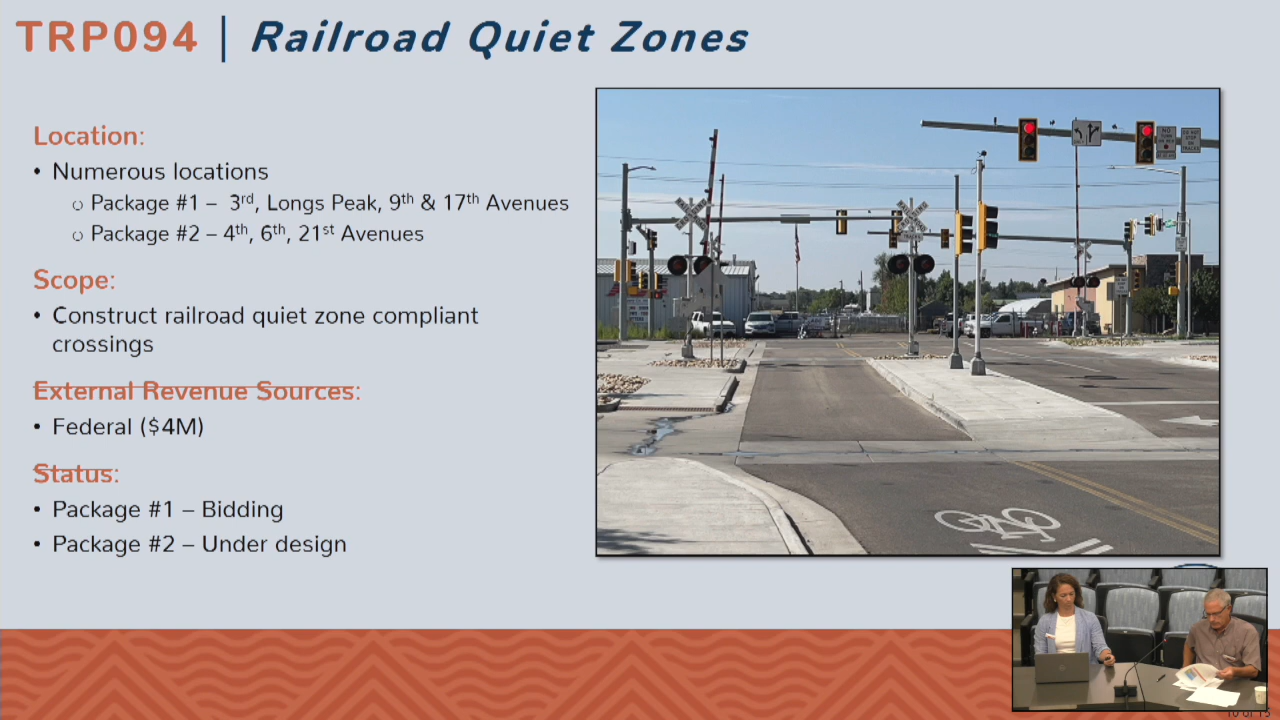 TRP094 | Railroad Quiet Zones
Location:
• Numerous locations
○ Package #1 – 3rd, Longs Peak, 9th & 17th Avenues
○ Package #2 – 4th, 6th, 21st Avenues
Scope:
• Construct railroad quiet zone compliant
crossings
External Revenue Sources:
• Federal ($4M)
Status:
• Package #1 – Bidding
• Package #2 – Under design